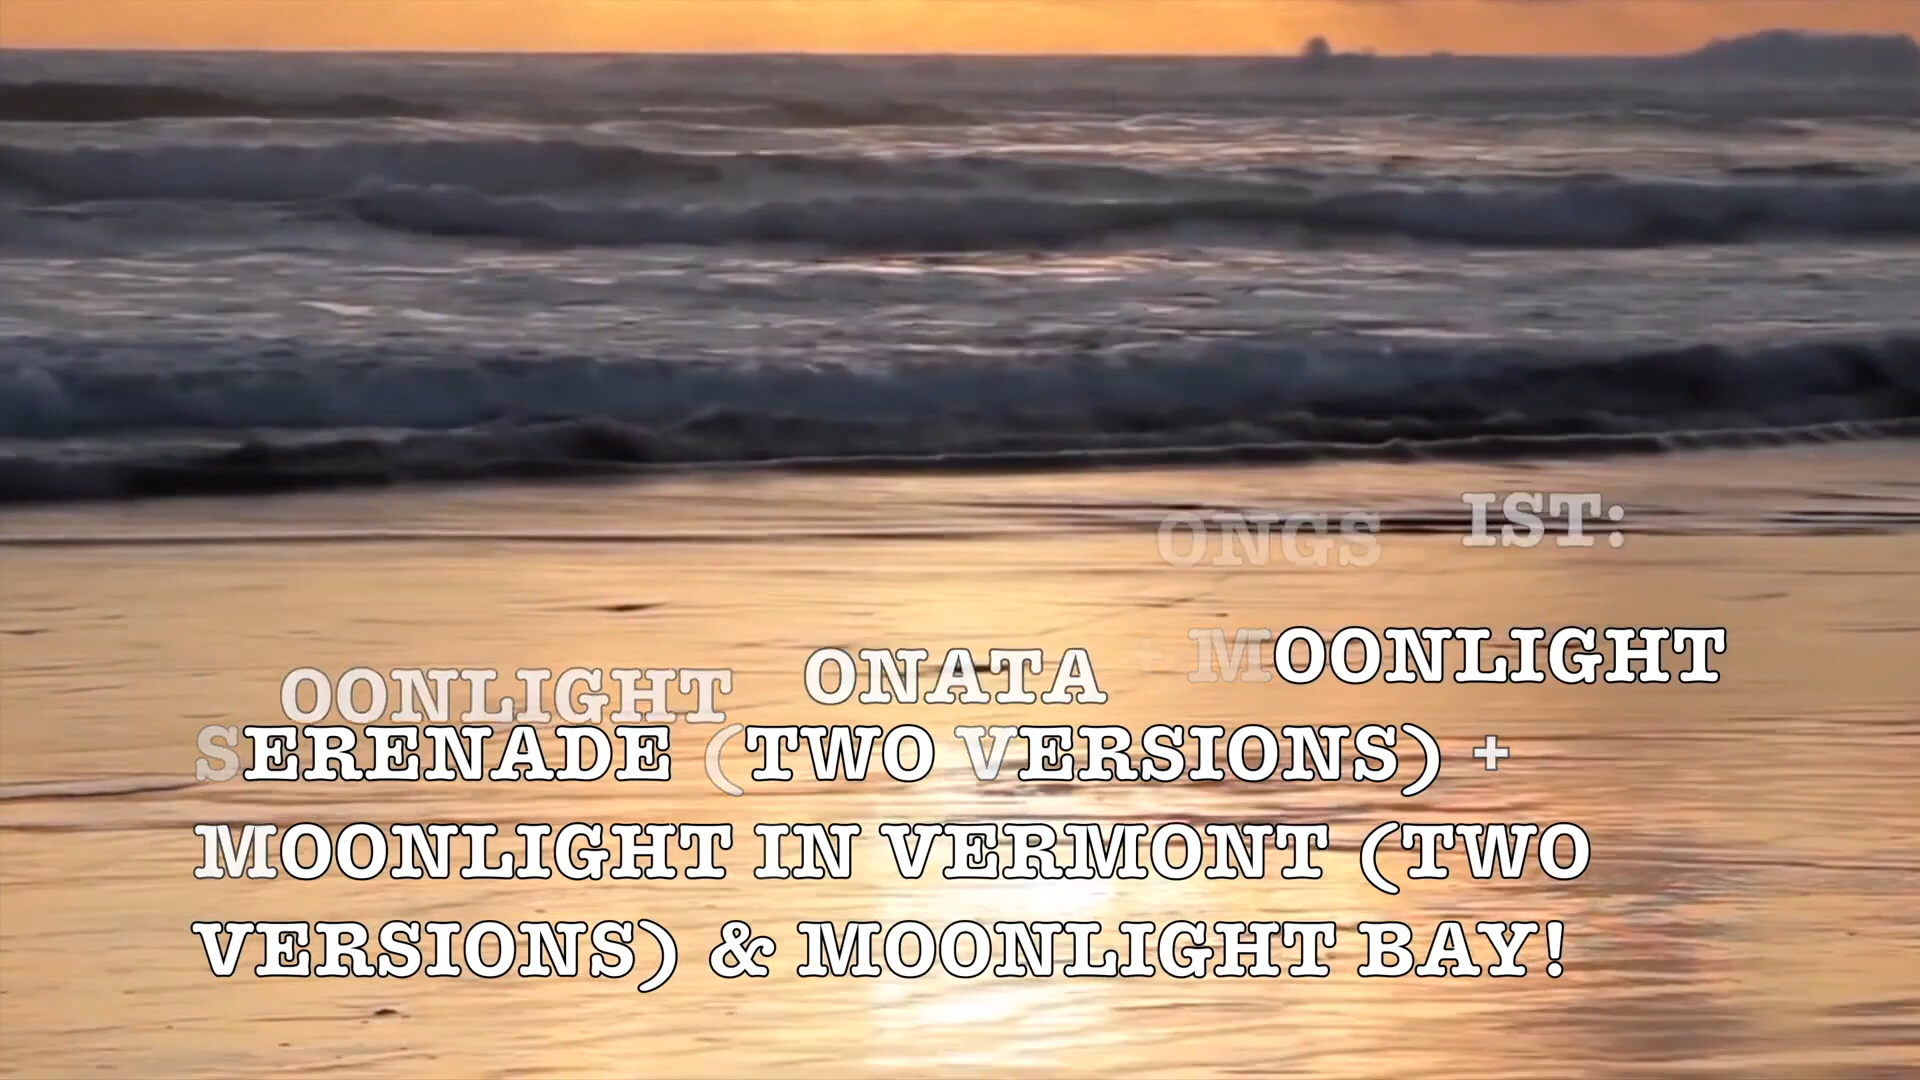 ONGS IST:
OONLIGHT ONATA + MOONLIGHT
SERENADE (TWO VERSIONS) +
MOONLIGHT IN VERMONT (TWO
VERSIONS) & MOONLIGHT BAY!